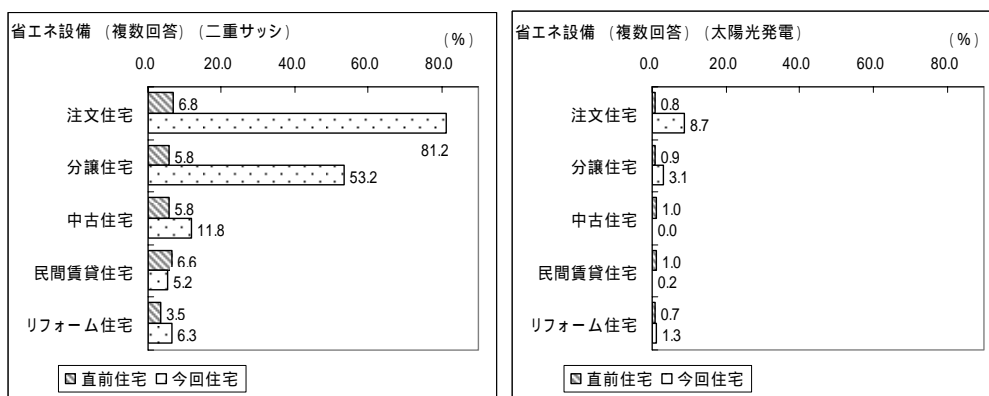 省エネ設備（複数回答）（二重サッシ）
（%）
0.0 20.0 40.0 60.0 80.0
注文住宅 6.8
81.2
分譲住宅 5.8
53.2
中古住宅 5.8
11.8
民間賃貸住宅 6.6
5.2
リフォーム住宅 3.5
6.3
直前住宅 今回住宅
省エネ設備（複数回答）（太陽光発電）
（%）
0.0 20.0 40.0 60.0 80.0
注文住宅 0.8
8.7
分譲住宅 0.9
3.1
中古住宅 1.0
0.0
民間賃貸住宅 1.0
0.2
リフォーム住宅 0.7
1.3
直前住宅 今回住宅